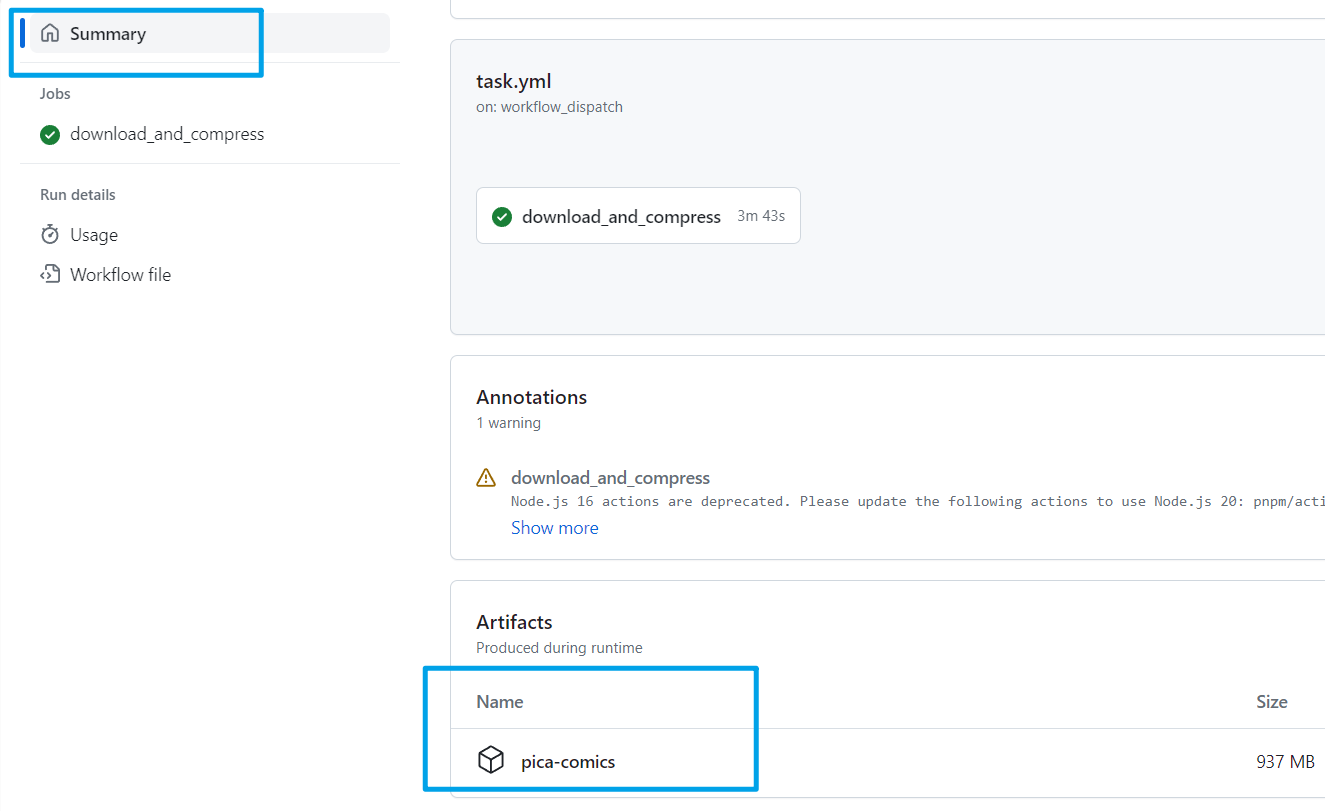 Summary
Jobs
download_and_compress
Run details
Usage
Workflow file
task.yml
on: workflow_dispatch
download_and_compress 3m 43s
Annotations
1 warning
download_and_compress
Node.js 16 actions are deprecated. Please update the following actions to use Node.js 20: pnpm/acti
Show more
Artifacts
Produced during runtime
Name Size
pica-comics 937 MB